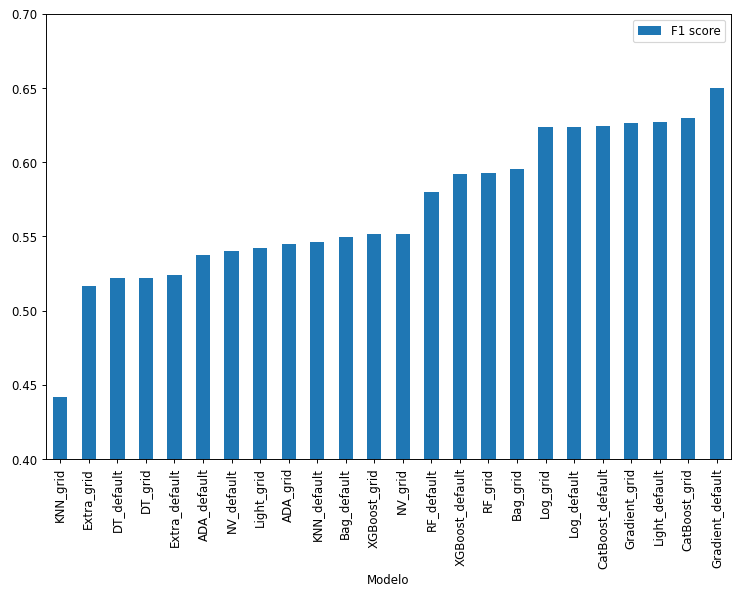 0.70
0.65
0.60
0.55
0.50
0.45
0.40
F1 score
KNN_grid
Extra_grid
DT_default
DT_grid
Extra_default
ADA_default
NV_default
Light_grid
ADA_grid
KNN_default
Bag_default
XGBoost_grid
NV_grid
RF_default
XGBoost_default
RF_grid
Bag_grid
Log_grid
Log_default
CatBoost_default
Gradient_grid
Light_default
CatBoost_grid
Gradient_default
Modelo